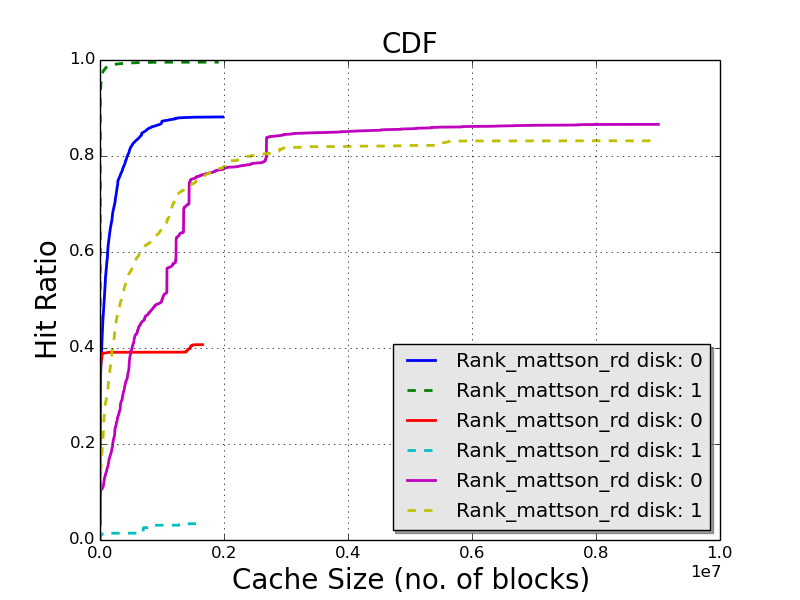 CDF
1.0
0.8
0.6
0.4
0.2
0.0
Hit Ratio
Rank_mattson_rd disk: 0
Rank_mattson_rd disk: 1
Rank_mattson_rd disk: 0
Rank_mattson_rd disk: 1
Rank_mattson_rd disk: 0
Rank_mattson_rd disk: 1
0.0 0.2 0.4 0.6 0.8 1.0
1e7
Cache Size (no. of blocks)